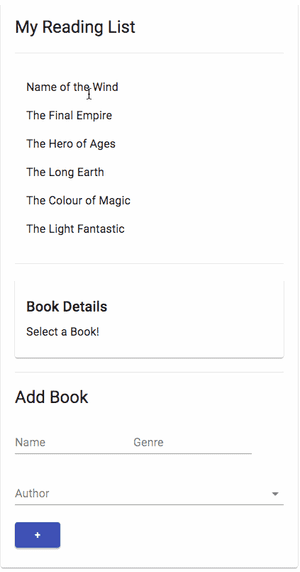 My Reading List
Name of the Wind
The Final Empire
The Hero of Ages
The Long Earth
The Colour of Magic
The Light Fantastic
Book Details
Select a Book!
Add Book
Name Genre
Author
+